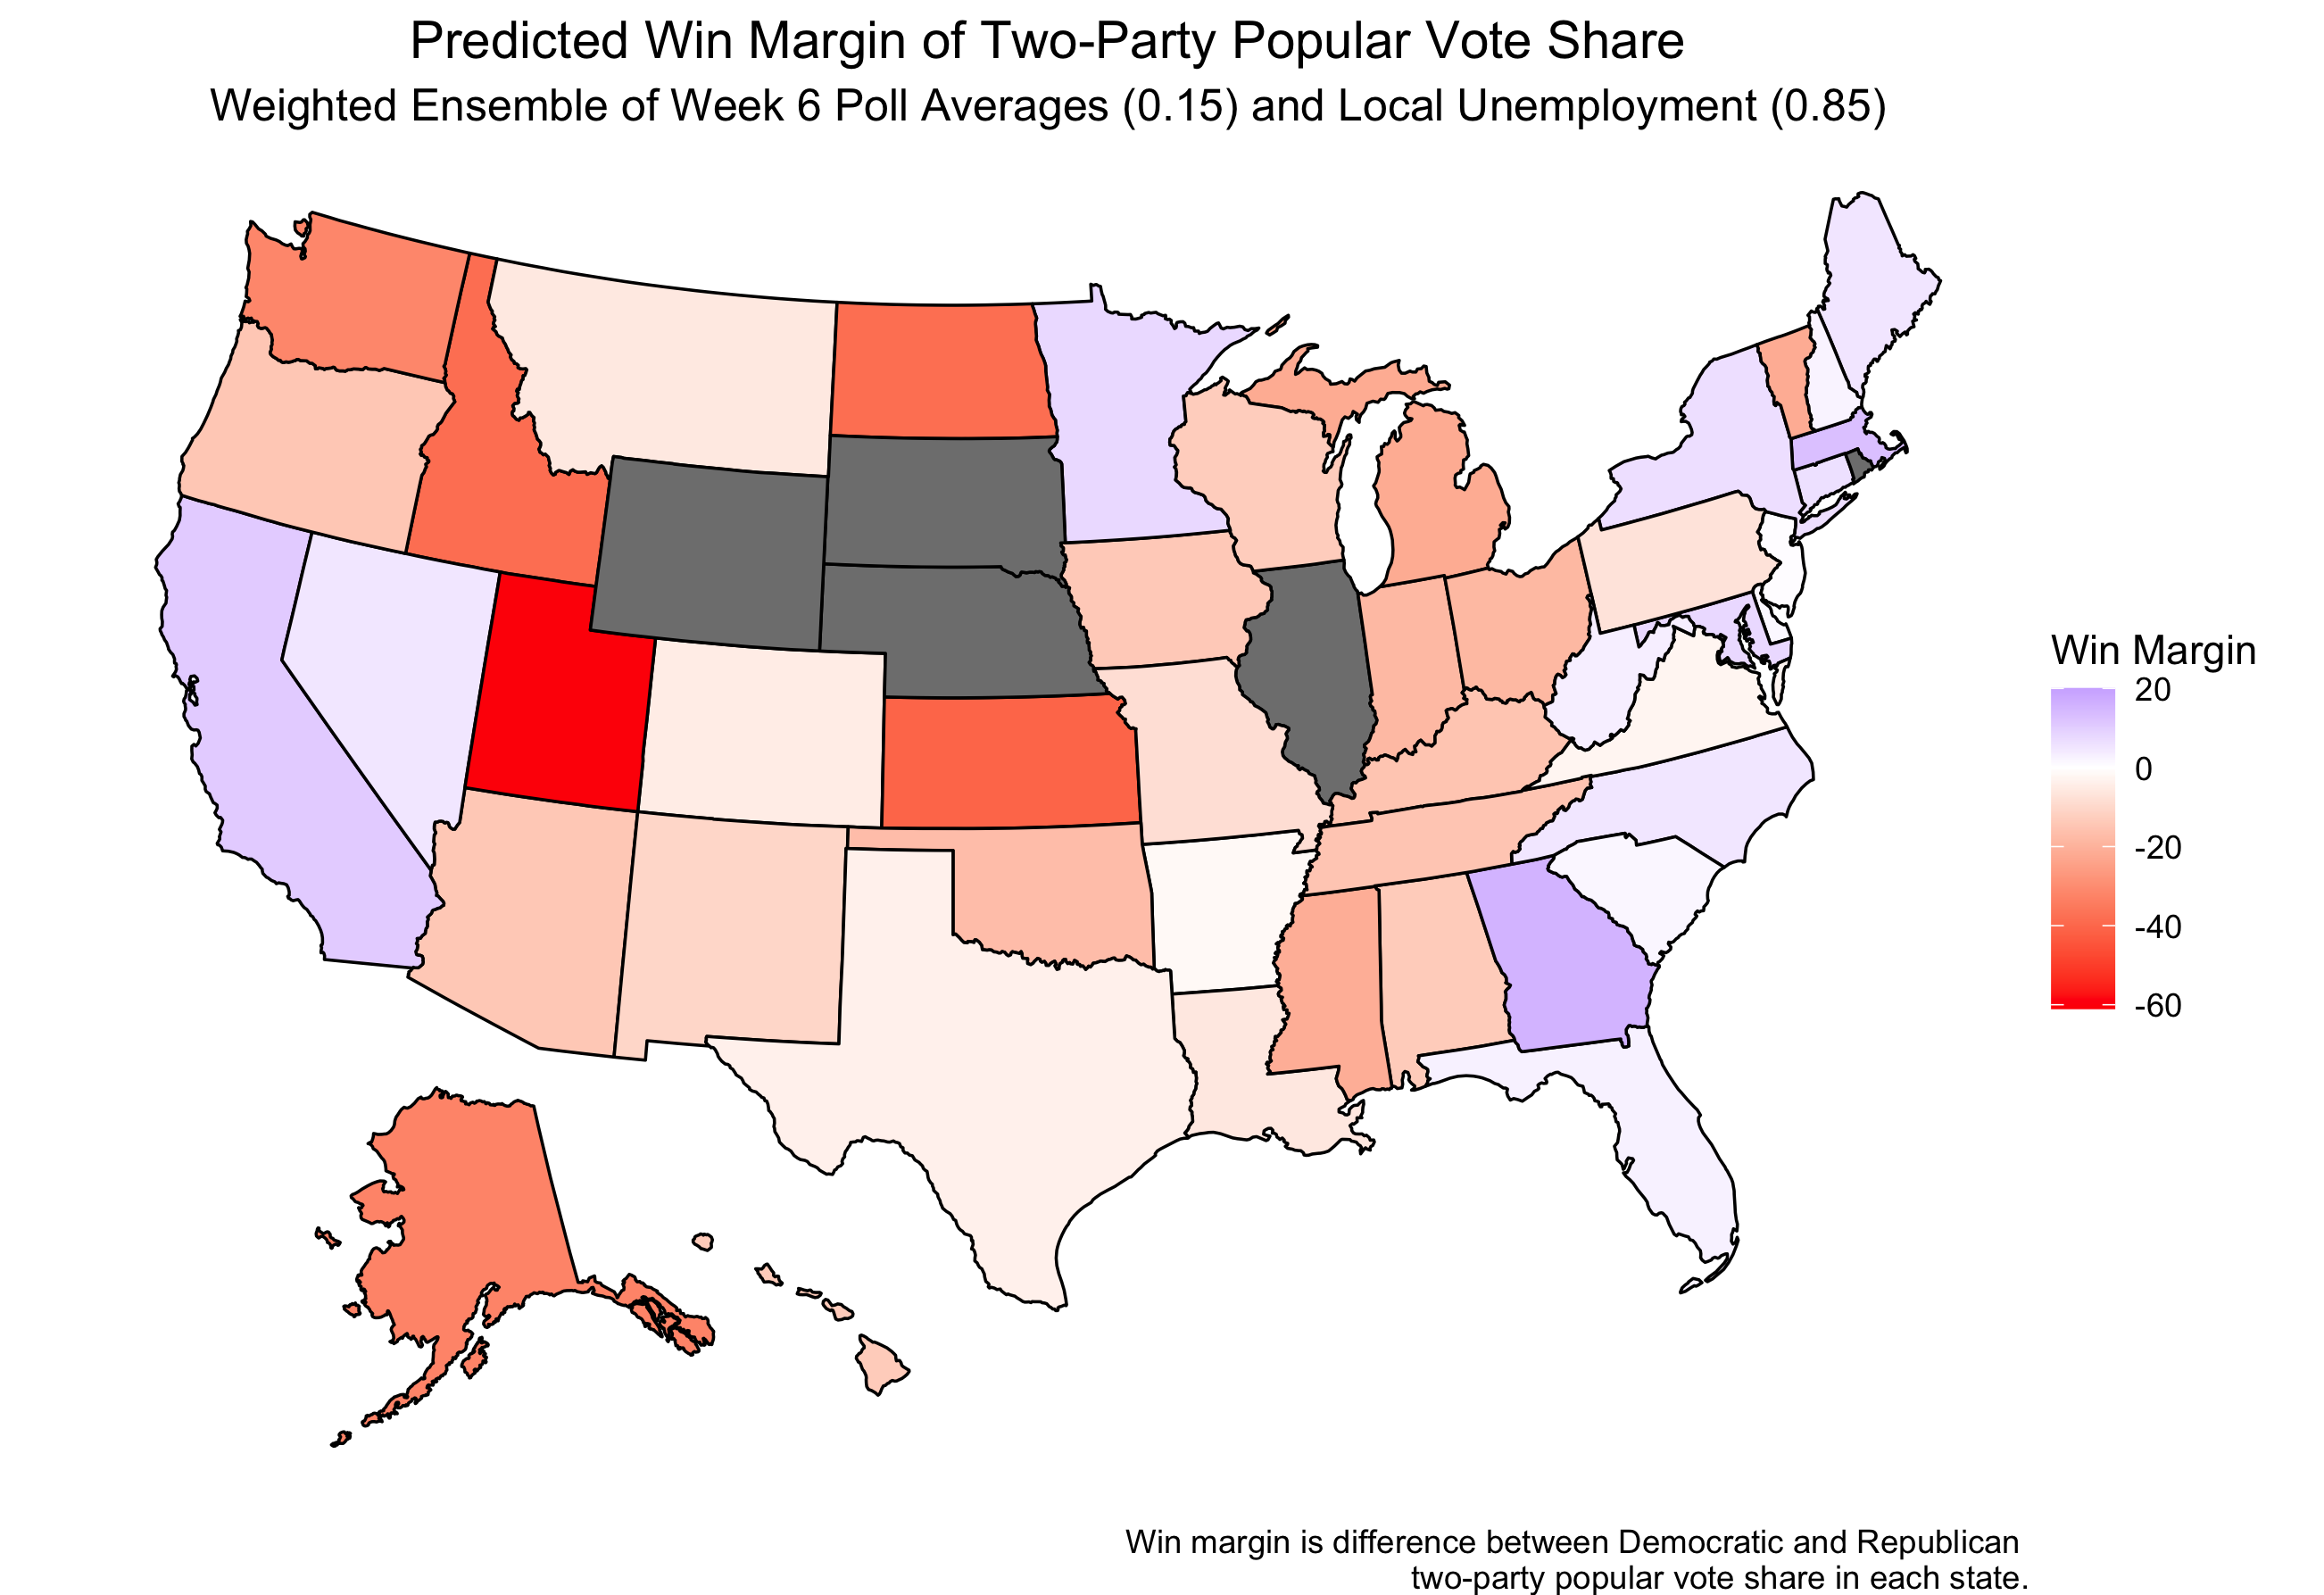 Predicted Win Margin of Two-Party Popular Vote Share
Weighted Ensemble of Week 6 Poll Averages (0.15) and Local Unemployment (0.85)
Win Margin
20
0
-20
-40
-60
Win margin is difference between Democratic and Republican
two-party popular vote share in each state.